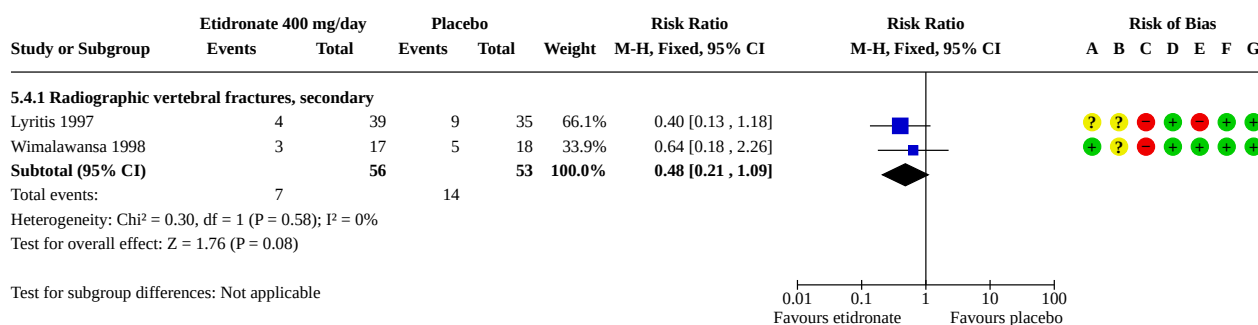 Etidronate 400 mg/day Placebo Risk Ratio Risk Ratio Risk of Bias
Study or Subgroup Events Total Events Total Weight M-H, Fixed, 95% CI M-H, Fixed, 95% CI A B C D E F G
5.4.1 Radiographic vertebral fractures, secondary
Lyritis 1997 4 39 9 35 66.1% 0.40 [0.13 , 1.18] ? ? − + − + +
Wimalawansa 1998 3 17 5 18 33.9% 0.64 [0.18 , 2.26] + ? − + + + +
Subtotal (95% CI) 56 53 100.0% 0.48 [0.21 , 1.09]
Total events: 7 14
Heterogeneity: Chi² = 0.30, df = 1 (P = 0.58); I² = 0%
Test for overall effect: Z = 1.76 (P = 0.08)
Test for subgroup differences: Not applicable
0.01 0.1 1 10 100
Favours etidronate Favours placebo